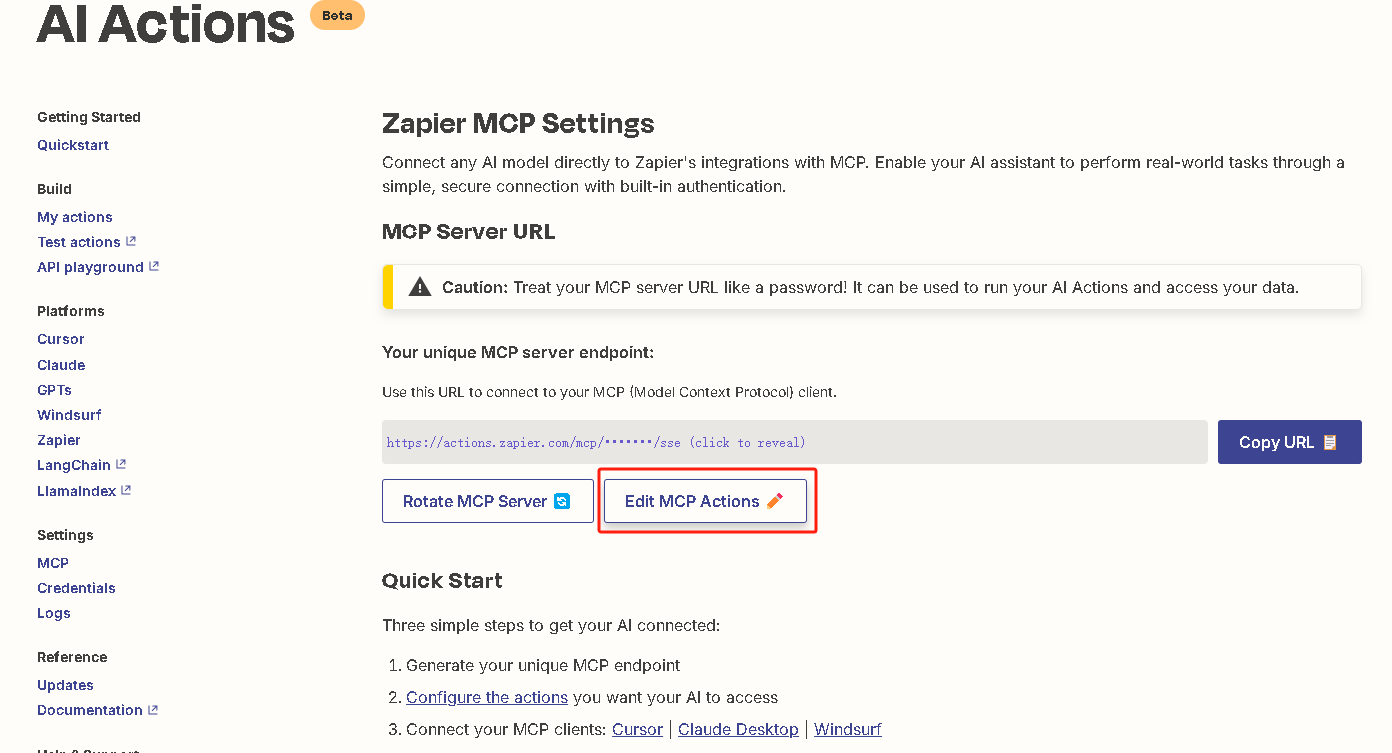 AI Actions Beta
Getting Started
Quickstart
Build
My actions
Test actions
API playground
Platforms
Cursor
Claude
GPTs
Windsurf
Zapier
LangChain
LlamaIndex
Settings
MCP
Credentials
Logs
Reference
Updates
Documentation
Help & Support
Zapier MCP Settings
Connect any AI model directly to Zapier's integrations with MCP. Enable your AI assistant to perform real-world tasks through a
simple, secure connection with built-in authentication.
MCP Server URL
Caution: Treat your MCP server URL like a password! It can be used to run your AI Actions and access your data.
Your unique MCP server endpoint:
Use this URL to connect to your MCP (Model Context Protocol) client.
https://actions.zapier.com/mcp/•••••••/sse (click to reveal)
Copy URL 📋
Rotate MCP Server 🔄
Edit MCP Actions ✏️
Quick Start
Three simple steps to get your AI connected:
1. Generate your unique MCP endpoint
2. Configure the actions you want your AI to access
3. Connect your MCP clients: Cursor | Claude Desktop | Windsurf